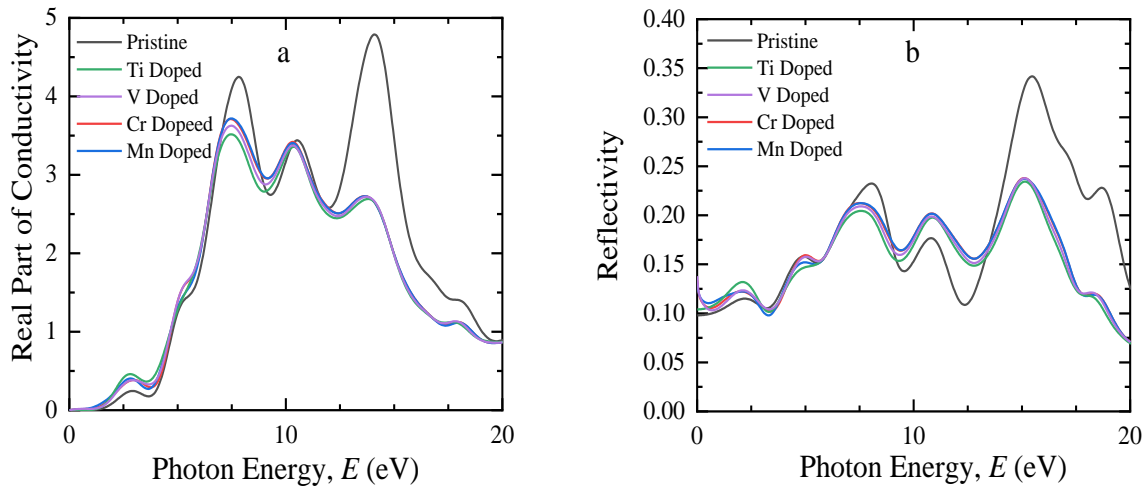 a
Pristine
Ti Doped
V Doped
Cr Dopeed
Mn Doped
Real Part of Conductivity
5
4
3
2
1
0
0 10 20
Photon Energy, E (eV)
b
Pristine
Ti Doped
V Doped
Cr Doped
Mn Doped
Reflectivity
0.40
0.35
0.30
0.25
0.20
0.15
0.10
0.05
0.00
0 5 10 15 20
Photon Energy, E (eV)